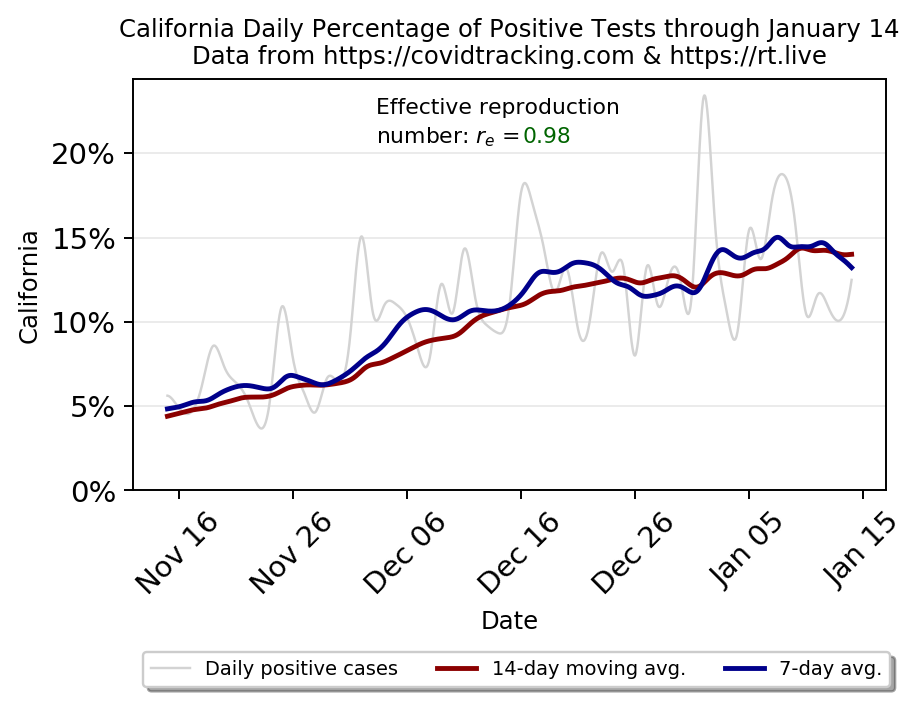 California Daily Percentage of Positive Tests through January 14
Data from https://covidtracking.com & https://rt.live
Effective reproduction
number: rₑ =0.98
20%
15%
10%
5%
0%
California
Nov 16
Nov 26
Dec 06
Dec 16
Dec 26
Jan 05
Jan 15
Date
Daily positive cases
14-day moving avg.
7-day avg.